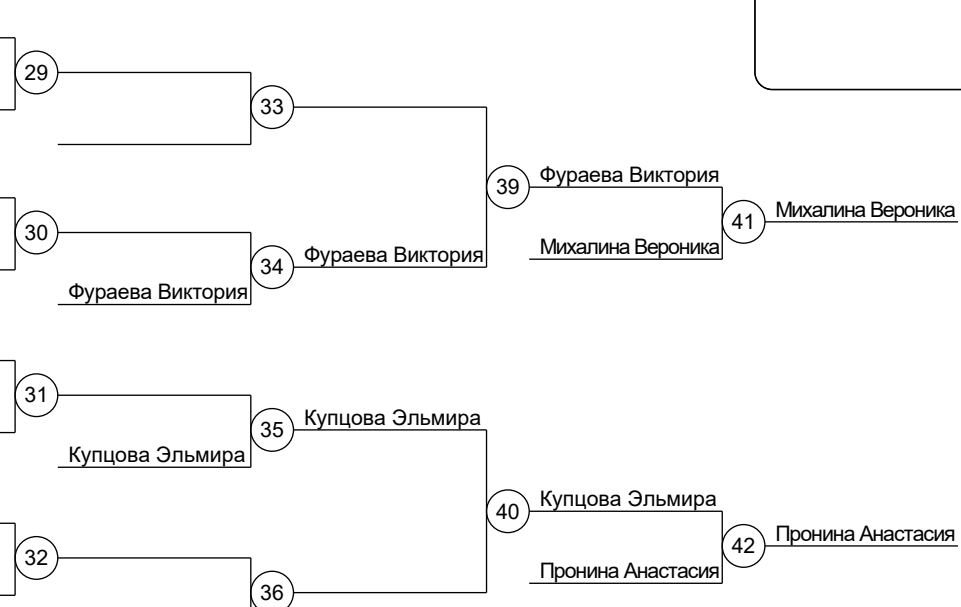 29
33
Фураева Виктория
39
Михалина Вероника
41
30
Михалина Вероника
34
Фураева Виктория
Фураева Виктория
31
Купцова Эльмира
35
Купцова Эльмира
Купцова Эльмира
40
Пронина Анастасия
42
32
Пронина Анастасия
36